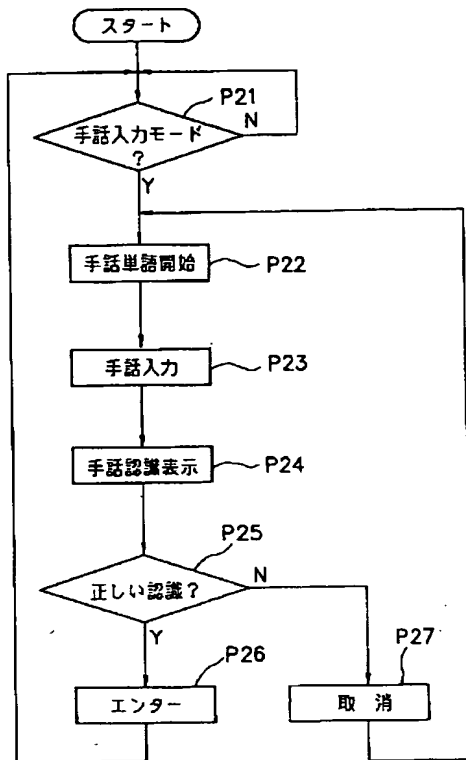 スタート
P21
手話入力モード
?
N
Y
手話単語開始
P22
手話入力
P23
手話認識表示
P24
P25
正しい認識?
N
Y
P26
エンター
P27
取 消